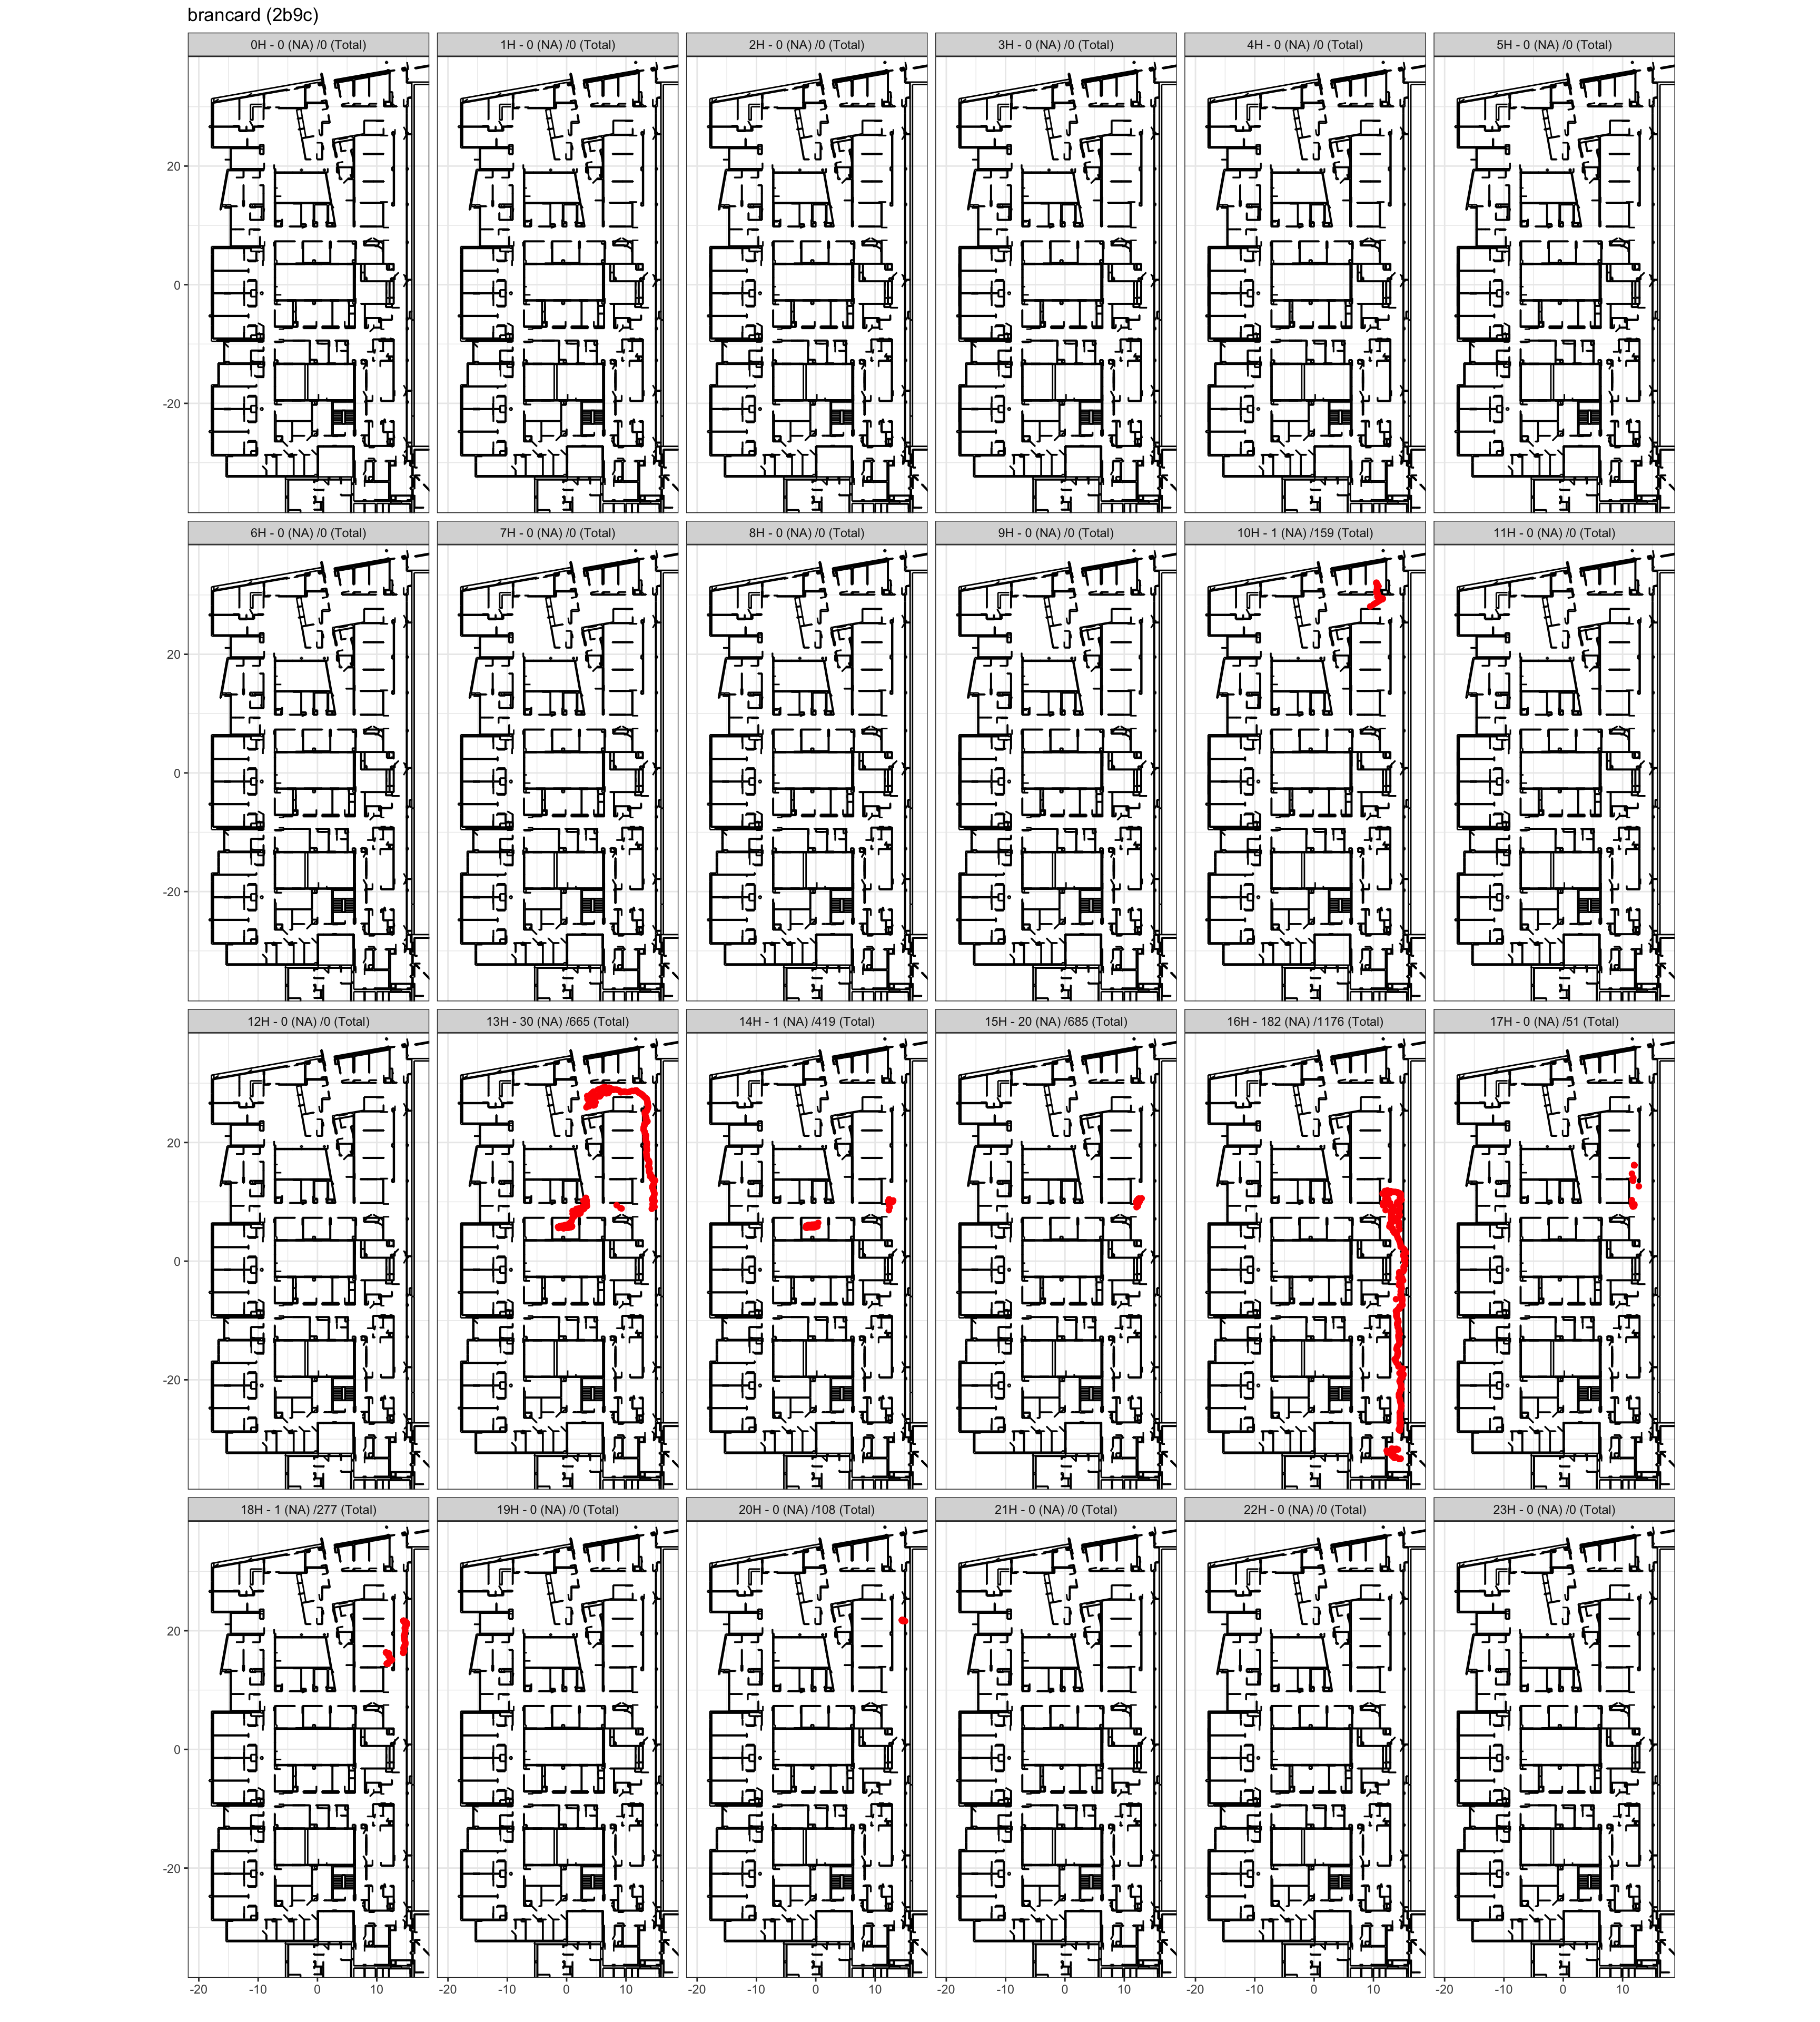 brancard (2b9c)
0H - 0 (NA) /0 (Total) 1H - 0 (NA) /0 (Total) 2H - 0 (NA) /0 (Total) 3H - 0 (NA) /0 (Total) 4H - 0 (NA) /0 (Total) 5H - 0 (NA) /0 (Total)
20
0
-20
6H - 0 (NA) /0 (Total) 7H - 0 (NA) /0 (Total) 8H - 0 (NA) /0 (Total) 9H - 0 (NA) /0 (Total) 10H - 1 (NA) /159 (Total) 11H - 0 (NA) /0 (Total)
20
0
-20
12H - 0 (NA) /0 (Total) 13H - 30 (NA) /665 (Total) 14H - 1 (NA) /419 (Total) 15H - 20 (NA) /685 (Total) 16H - 182 (NA) /1176 (Total) 17H - 0 (NA) /51 (Total)
20
0
-20
18H - 1 (NA) /277 (Total) 19H - 0 (NA) /0 (Total) 20H - 0 (NA) /108 (Total) 21H - 0 (NA) /0 (Total) 22H - 0 (NA) /0 (Total) 23H - 0 (NA) /0 (Total)
20
0
-20
-20 -10 0 10 -20 -10 0 10 -20 -10 0 10 -20 -10 0 10 -20 -10 0 10 -20 -10 0 10